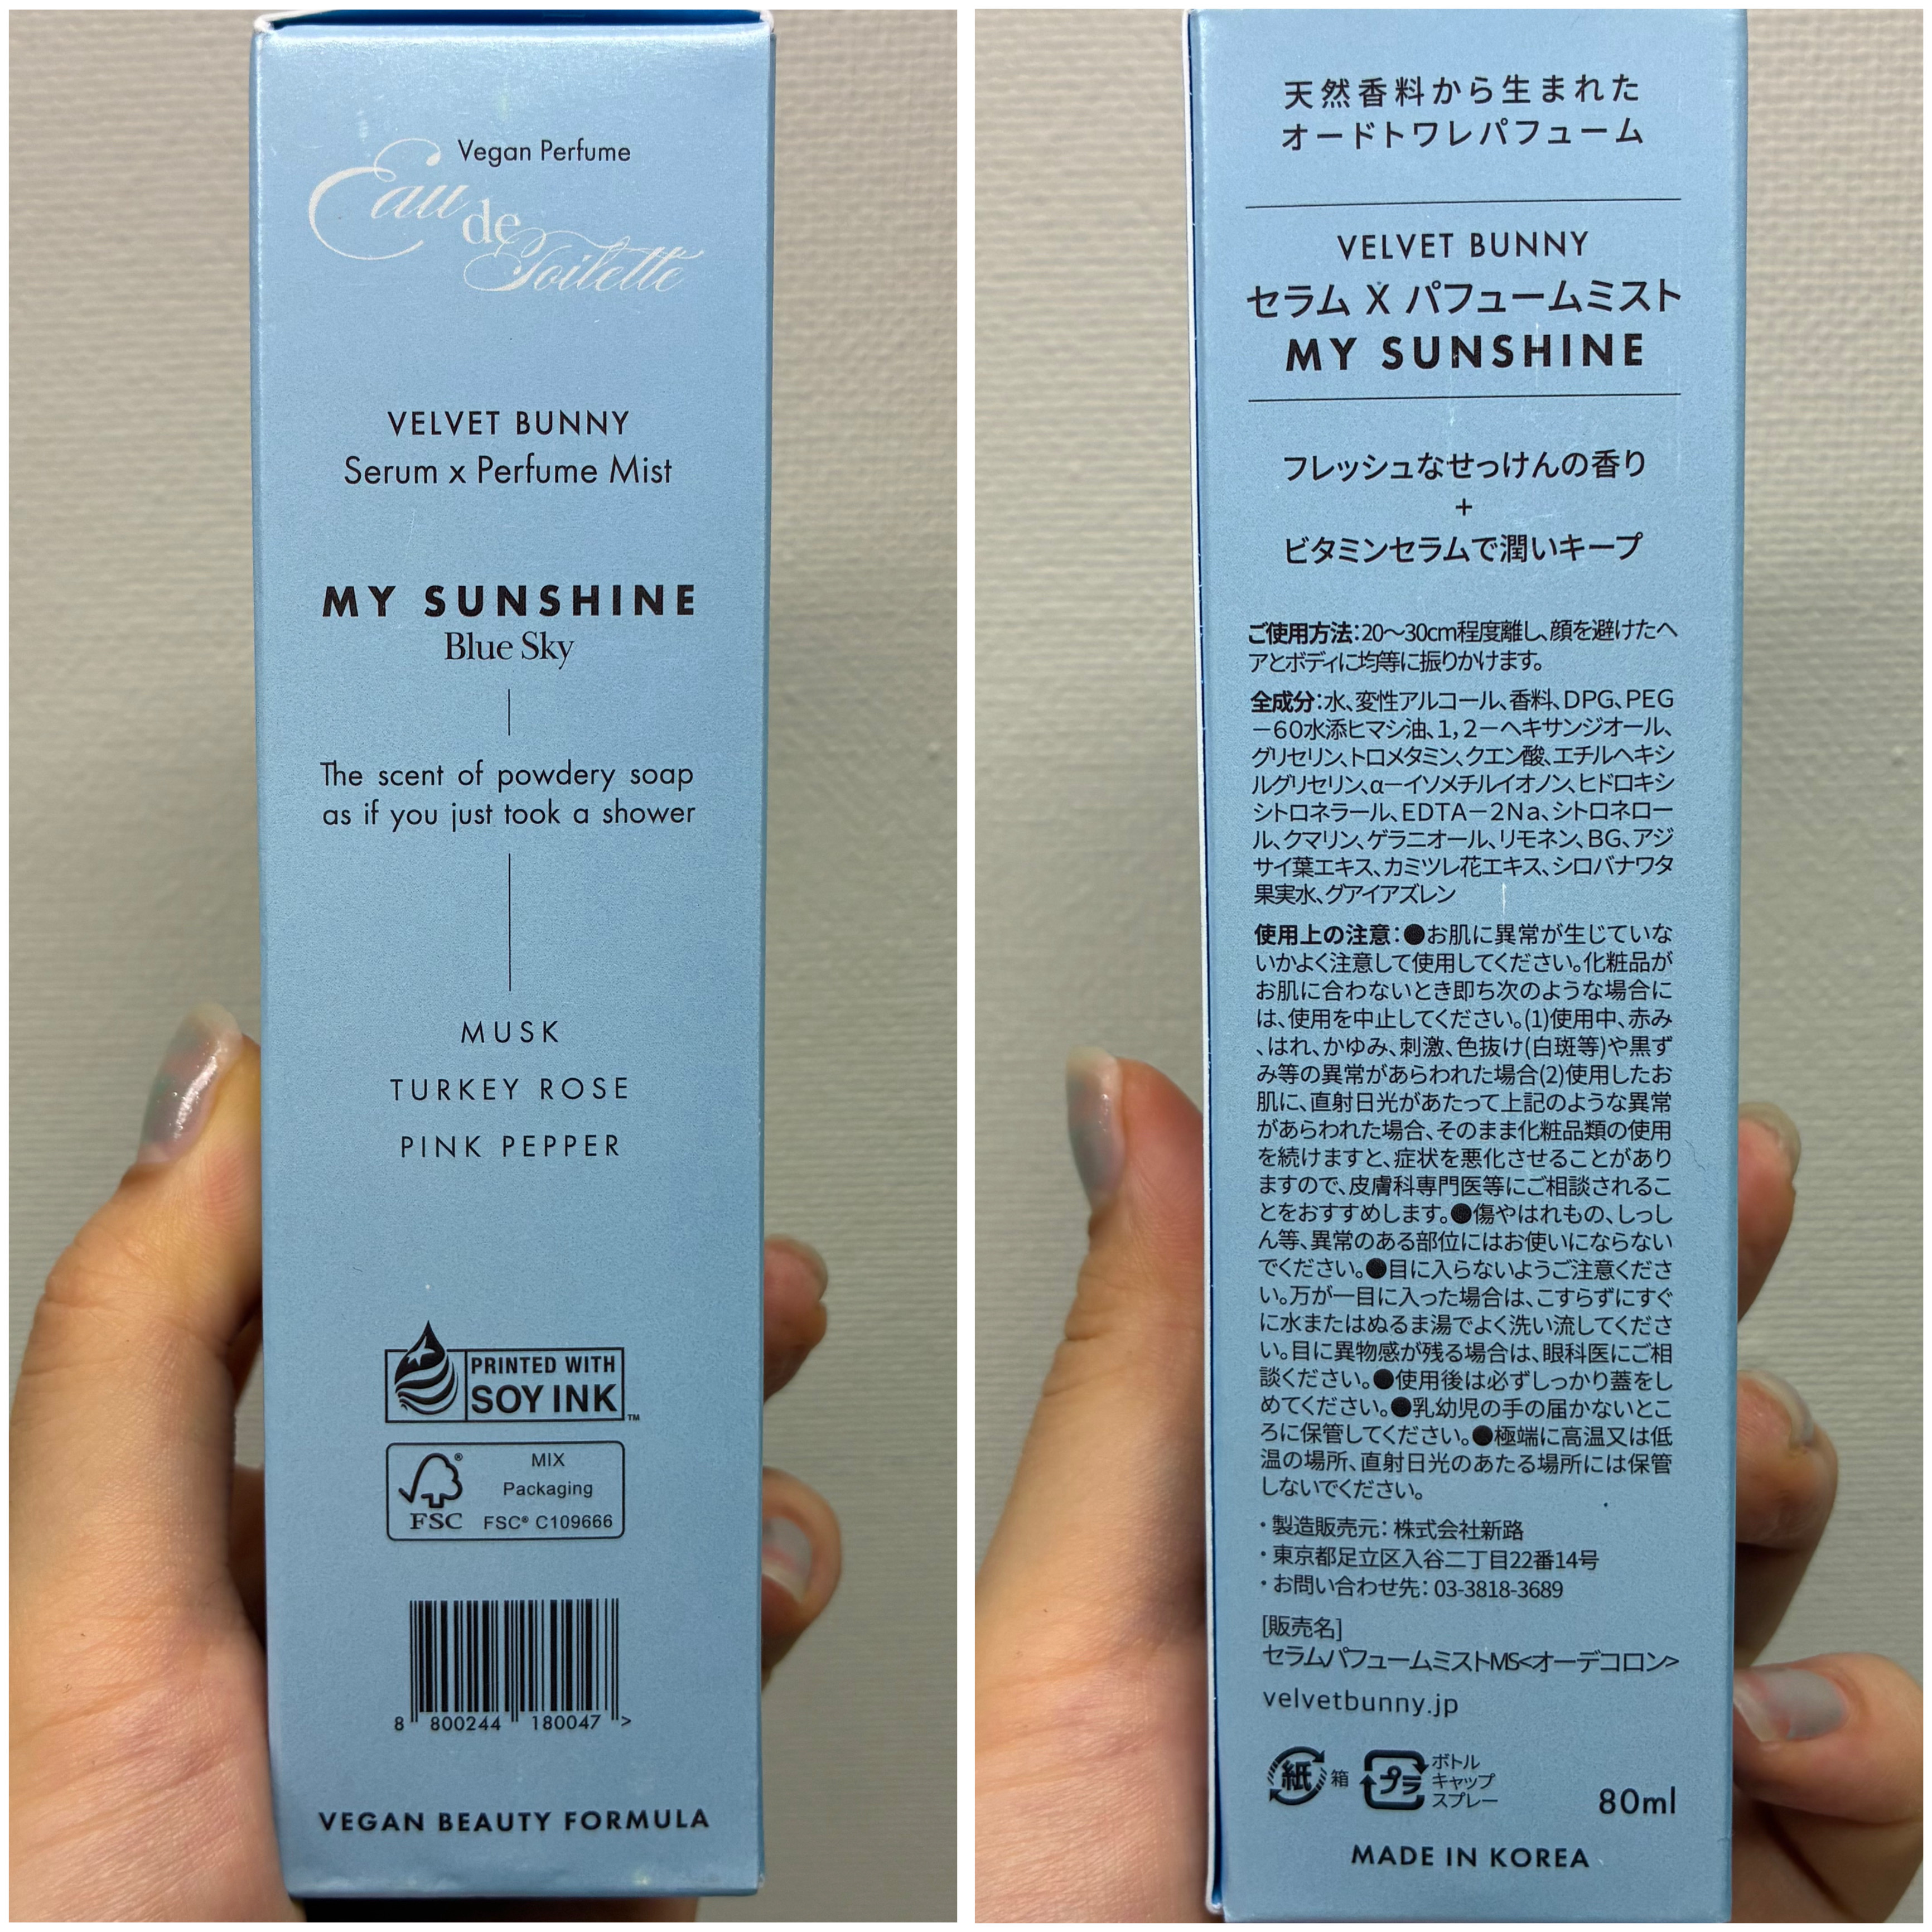 Vegan Perfume
Eau de Toilette
VELVET BUNNY
Serum x Perfume Mist
MY SUNSHINE
Blue Sky
The scent of powdery soap
as if you just took a shower
MUSK
TURKEY ROSE
PINK PEPPER
PRINTED WITH
SOY INK™
FSC®
MIX
Packaging
FSC® C109666
8 800244 180047 >
VEGAN BEAUTY FORMULA
天然香料から生まれた
オードトワレパフューム
VELVET BUNNY
セラム X パフュームミスト
MY SUNSHINE
フレッシュなせっけんの香り
+
ビタミンセラムで潤いキープ
ご使用方法:20〜30cm程度離し、顔を避けたヘ
アとボディに均等に振りかけます。
全成分:水、変性アルコール、香料、DPG、PEG
－60水添ヒマシ油、1，2－ヘキサンジオール、
グリセリン、トロメタミン、クエン酸、エチルヘキシ
ルグリセリン、α－イソメチルイオノン、ヒドロキシ
シトロネラール、EDTA－2Na、シトロネロー
ル、クマリン、ゲラニオール、リモネン、BG、アジ
サイ葉エキス、カミツレ花エキス、シロバナワタ
果実水、グアイアズレン
使用上の注意:●お肌に異常が生じていな
いかよく注意して使用してください。化粧品が
お肌に合わないとき即ち次のような場合に
は、使用を中止してください。(1)使用中、赤み
、はれ、かゆみ、刺激、色抜け(白斑等)や黒ず
み等の異常があらわれた場合(2)使用したお
肌に、直射日光があたって上記のような異常
があらわれた場合、そのまま化粧品類の使用
を続けますと、症状を悪化させることがあり
ますので、皮膚科専門医等にご相談されるこ
とをおすすめします。●傷やはれもの、しっし
ん等、異常のある部位にはお使いにならない
でください。●目に入らないようご注意くださ
い。万が一目に入った場合は、こすらずにすぐ
に水またはぬるま湯でよく洗い流してくださ
い。目に異物感が残る場合は、眼科医にご相
談ください。●使用後は必ずしっかり蓋をし
めてください。●乳幼児の手の届かないとこ
ろに保管してください。●極端に高温又は低
温の場所、直射日光のあたる場所には保管
しないでください。
・製造販売元: 株式会社新路
・東京都足立区入谷二丁目22番14号
・お問い合わせ先: 03-3818-3689
[販売名]
セラムパフュームミストMS<オーデコロン>
velvetbunny.jp
紙 箱
プラ ボトル
キャップ
スプレー
80ml
MADE IN KOREA